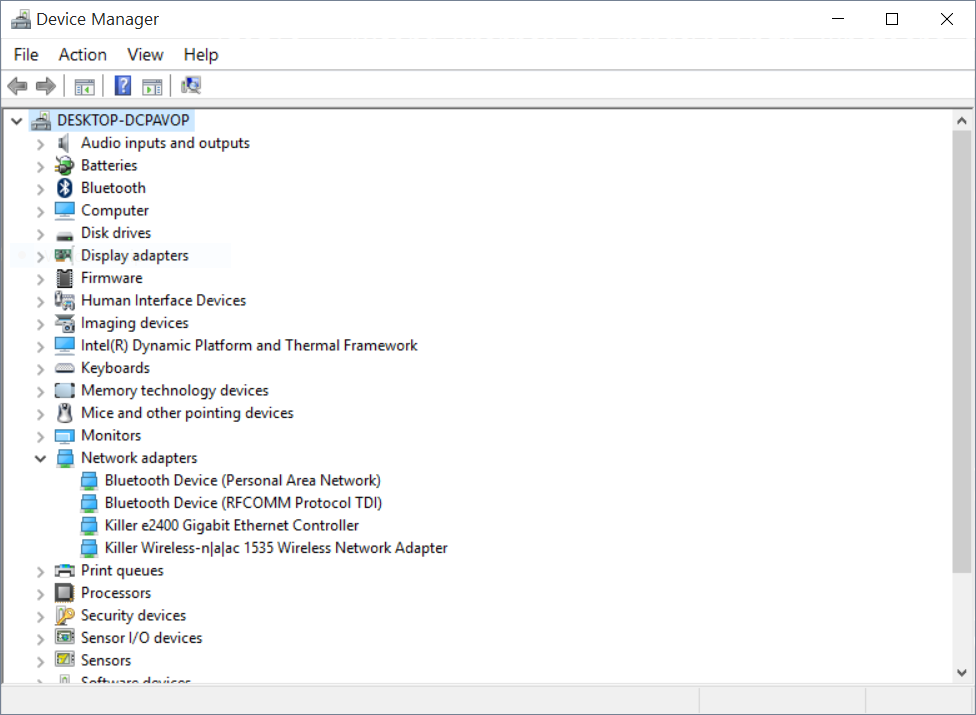 Device Manager
File Action View Help
DESKTOP-DCPAVOP
Audio inputs and outputs
Batteries
Bluetooth
Computer
Disk drives
Display adapters
Firmware
Human Interface Devices
Imaging devices
Intel(R) Dynamic Platform and Thermal Framework
Keyboards
Memory technology devices
Mice and other pointing devices
Monitors
Network adapters
Bluetooth Device (Personal Area Network)
Bluetooth Device (RFCOMM Protocol TDI)
Killer e2400 Gigabit Ethernet Controller
Killer Wireless-n|a|ac 1535 Wireless Network Adapter
Print queues
Processors
Security devices
Sensor I/O devices
Sensors
Software devices